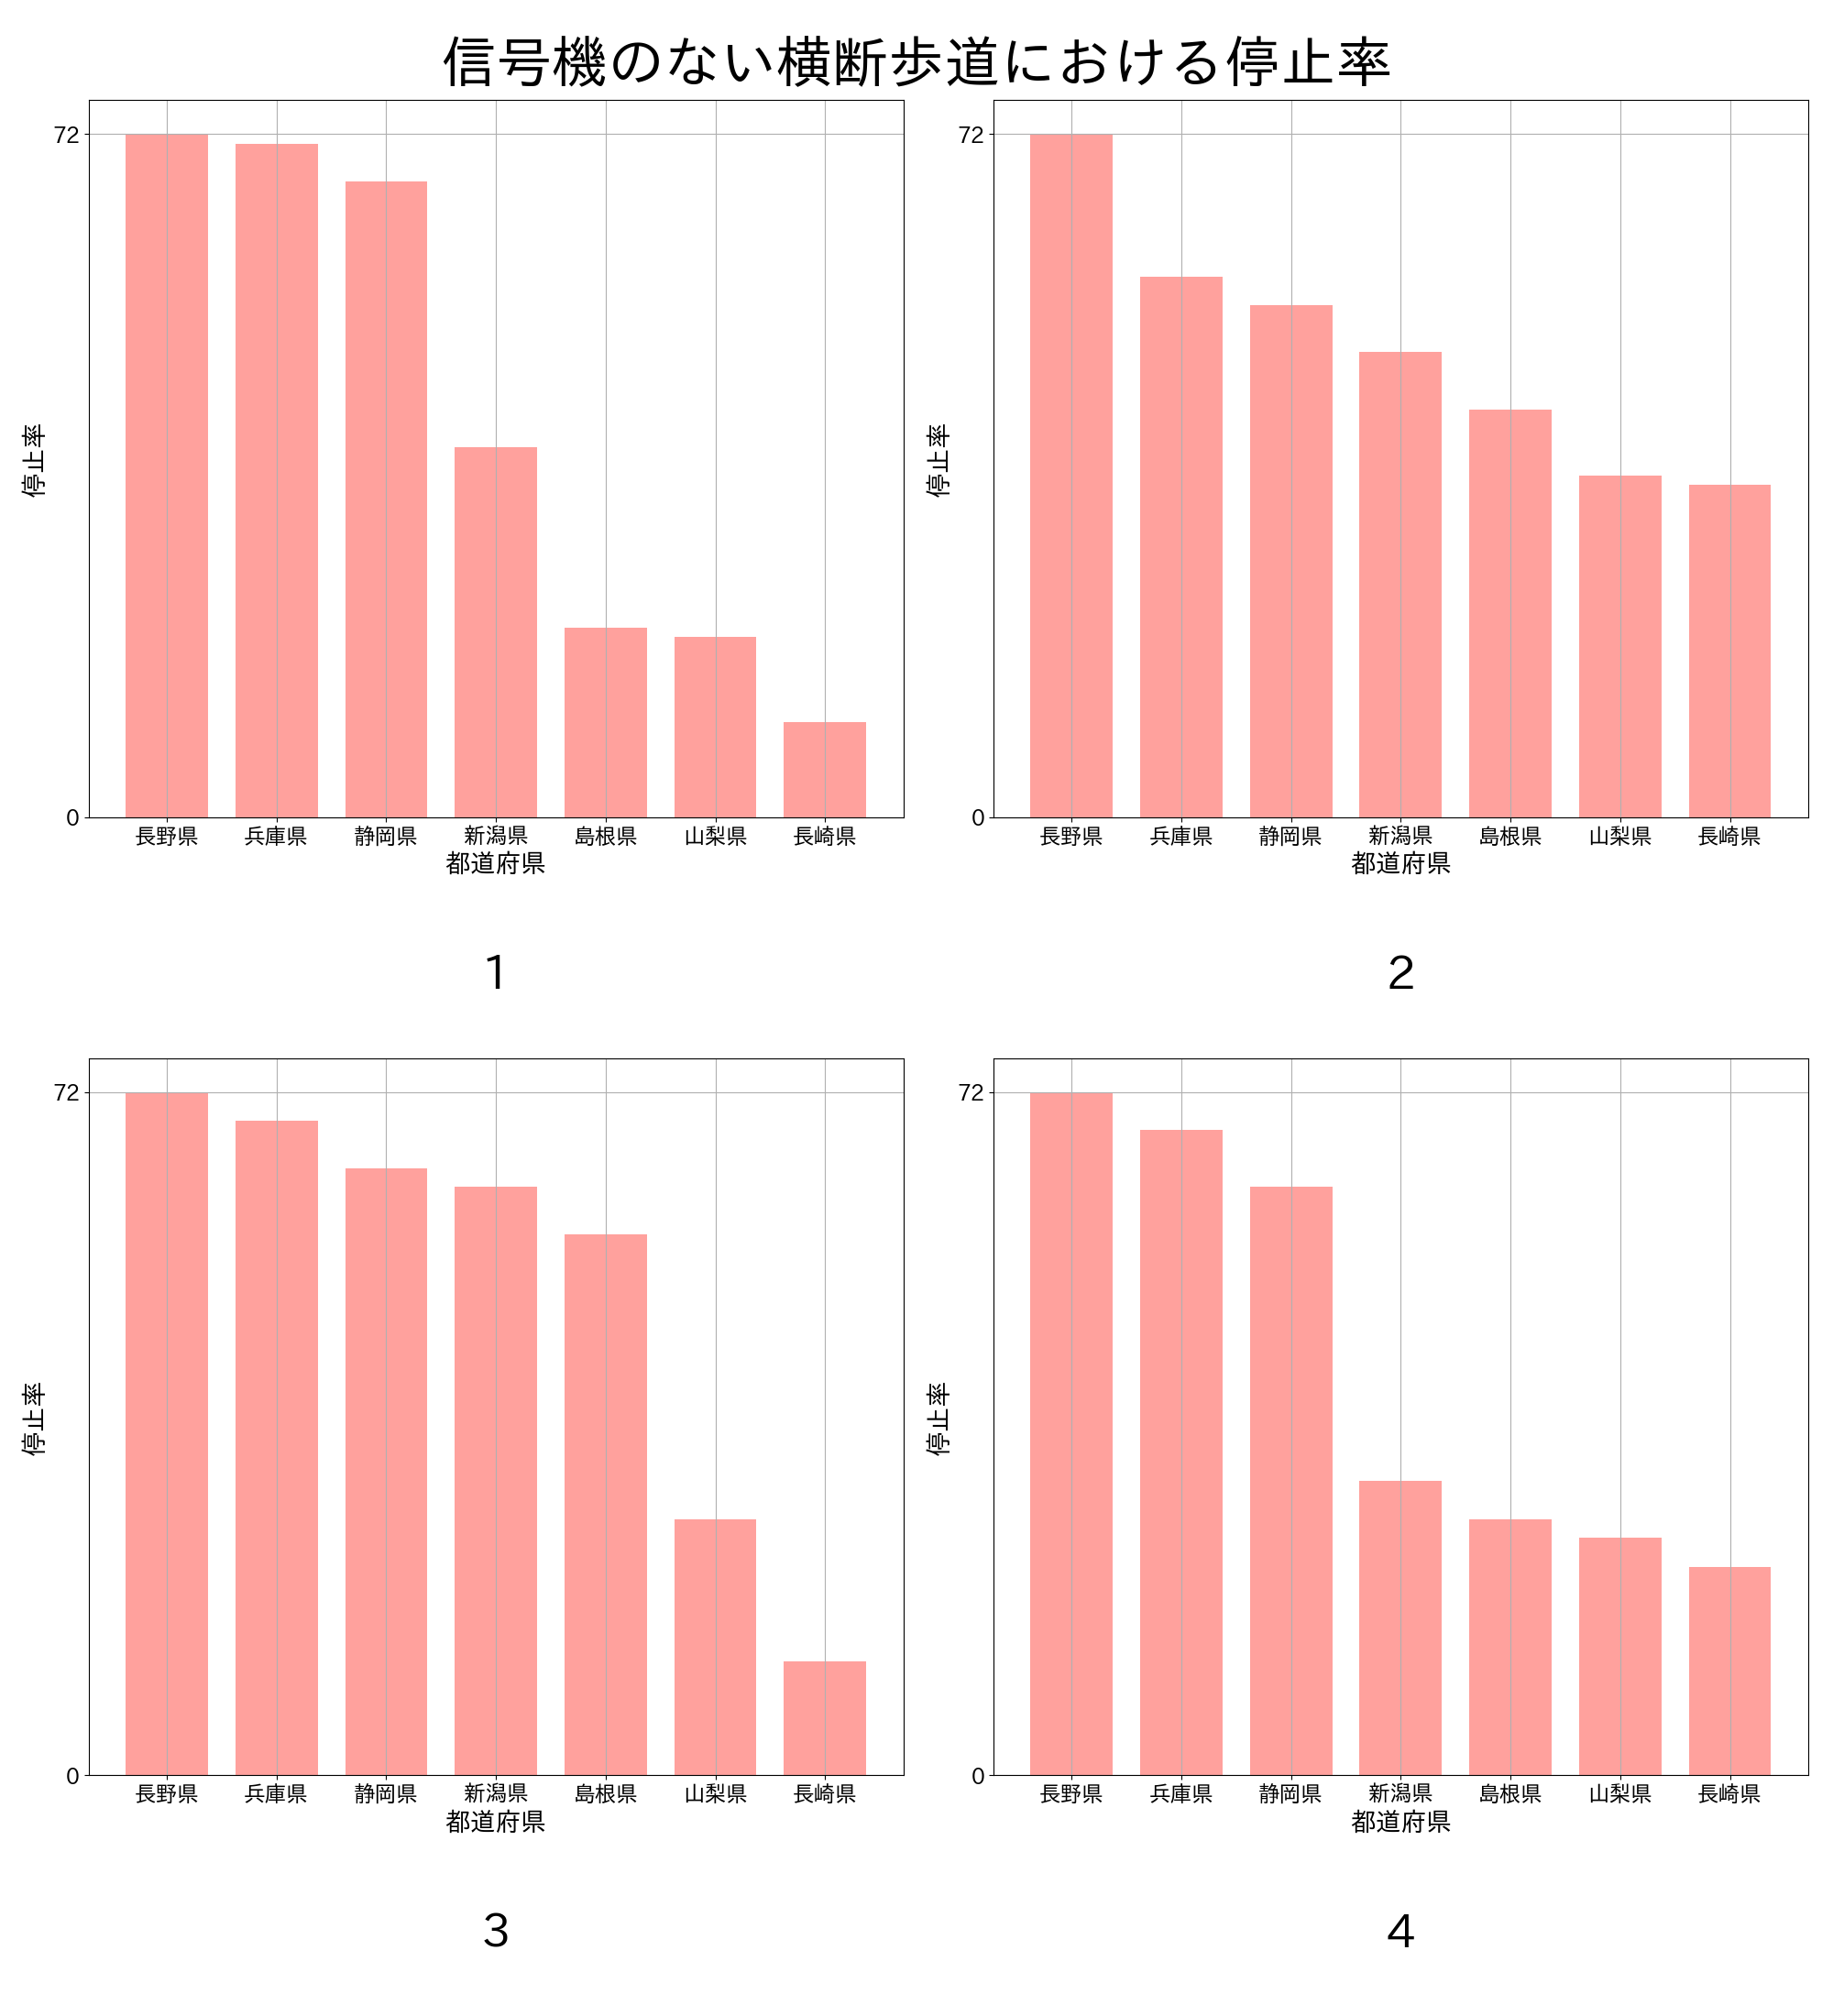 信号機のない横断歩道における停止率
72
停止率
0
長野県 兵庫県 静岡県 新潟県 島根県 山梨県 長崎県
都道府県
1
72
停止率
0
長野県 兵庫県 静岡県 新潟県 島根県 山梨県 長崎県
都道府県
2
72
停止率
0
長野県 兵庫県 静岡県 新潟県 島根県 山梨県 長崎県
都道府県
3
72
停止率
0
長野県 兵庫県 静岡県 新潟県 島根県 山梨県 長崎県
都道府県
4